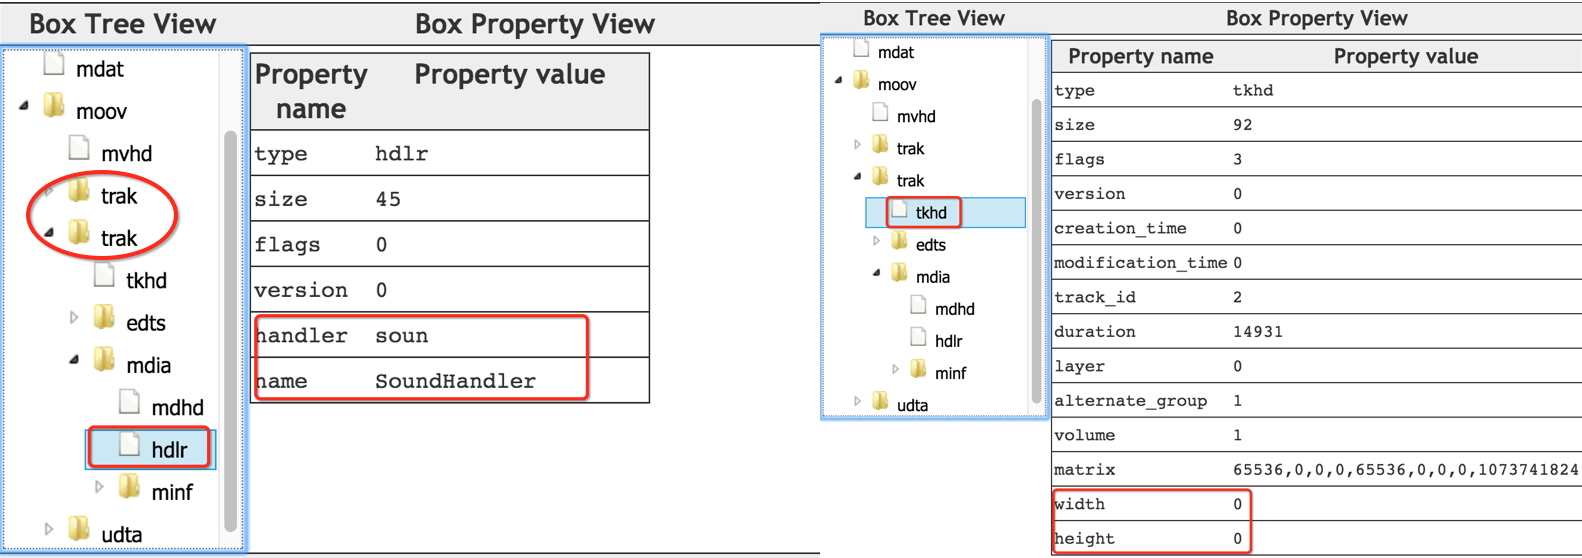 Box Tree View
Box Property View
mdat
moov
mvhd
trak
trak
tkhd
edts
mdia
mdhd
hdlr
minf
udta
Property name Property value
type hdlr
size 45
flags 0
version 0
handler soun
name SoundHandler
Box Tree View
Box Property View
mdat
moov
mvhd
trak
trak
tkhd
edts
mdia
mdhd
hdlr
minf
udta
Property name Property value
type tkhd
size 92
flags 3
version 0
creation_time 0
modification_time 0
track_id 2
duration 14931
layer 0
alternate_group 1
volume 1
matrix 65536,0,0,0,65536,0,0,0,1073741824
width 0
height 0